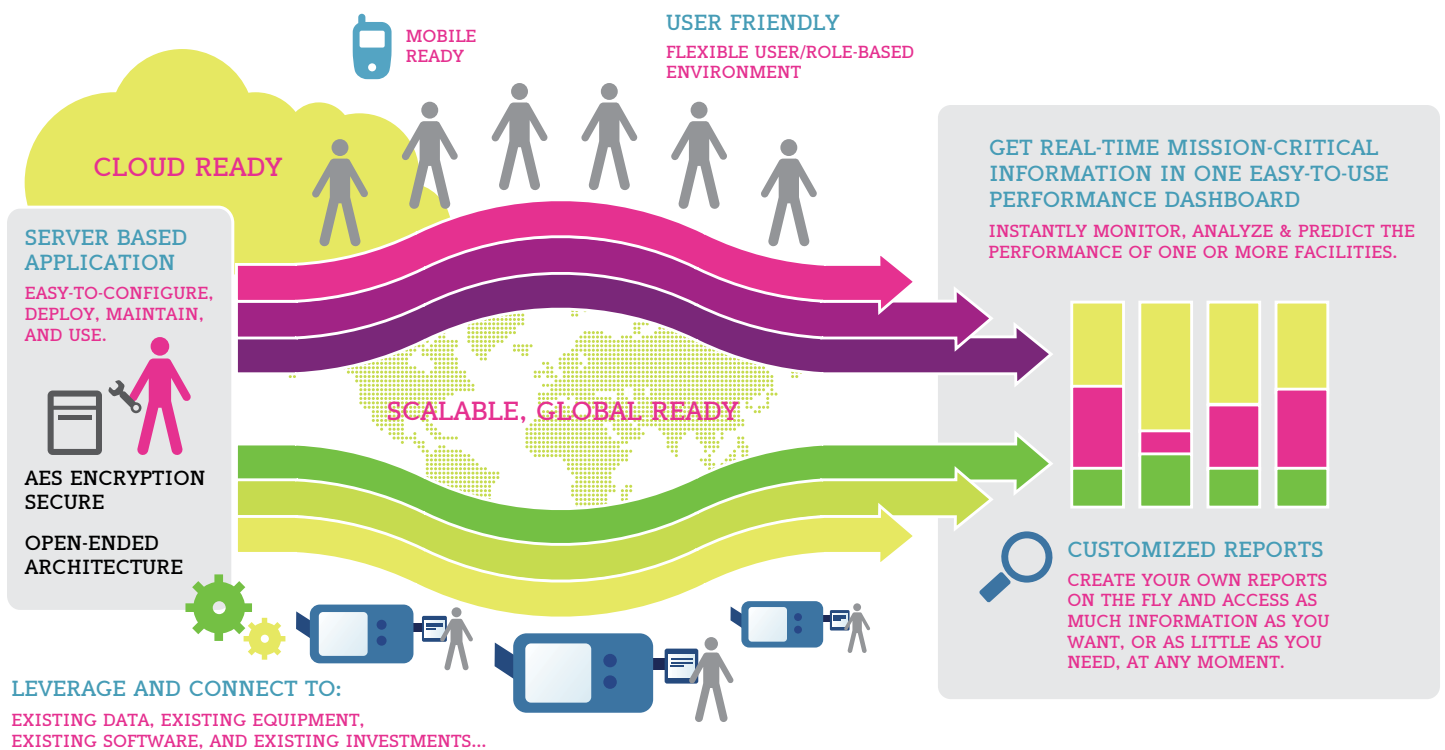 MOBILE
READY
USER FRIENDLY
FLEXIBLE USER/ROLE-BASED
ENVIRONMENT
CLOUD READY
SERVER BASED
APPLICATION
EASY-TO-CONFIGURE,
DEPLOY, MAINTAIN,
AND USE.
AES ENCRYPTION
SECURE
OPEN-ENDED
ARCHITECTURE
SCALABLE, GLOBAL READY
LEVERAGE AND CONNECT TO:
EXISTING DATA, EXISTING EQUIPMENT,
EXISTING SOFTWARE, AND EXISTING INVESTMENTS...
GET REAL-TIME MISSION-CRITICAL
INFORMATION IN ONE EASY-TO-USE
PERFORMANCE DASHBOARD
INSTANTLY MONITOR, ANALYZE & PREDICT THE
PERFORMANCE OF ONE OR MORE FACILITIES.
CUSTOMIZED REPORTS
CREATE YOUR OWN REPORTS
ON THE FLY AND ACCESS AS
MUCH INFORMATION AS YOU
WANT, OR AS LITTLE AS YOU
NEED, AT ANY MOMENT.